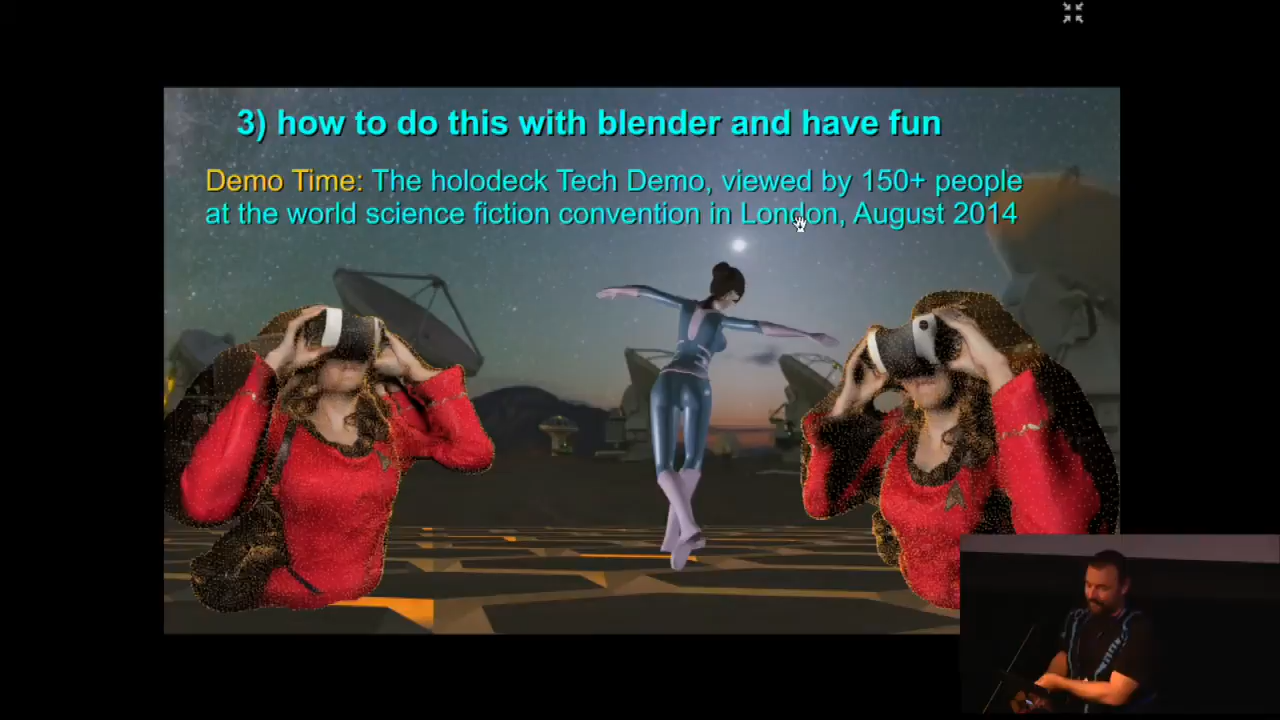 3) how to do this with blender and have fun
Demo Time: The holodeck Tech Demo, viewed by 150+ people
at the world science fiction convention in London, August 2014